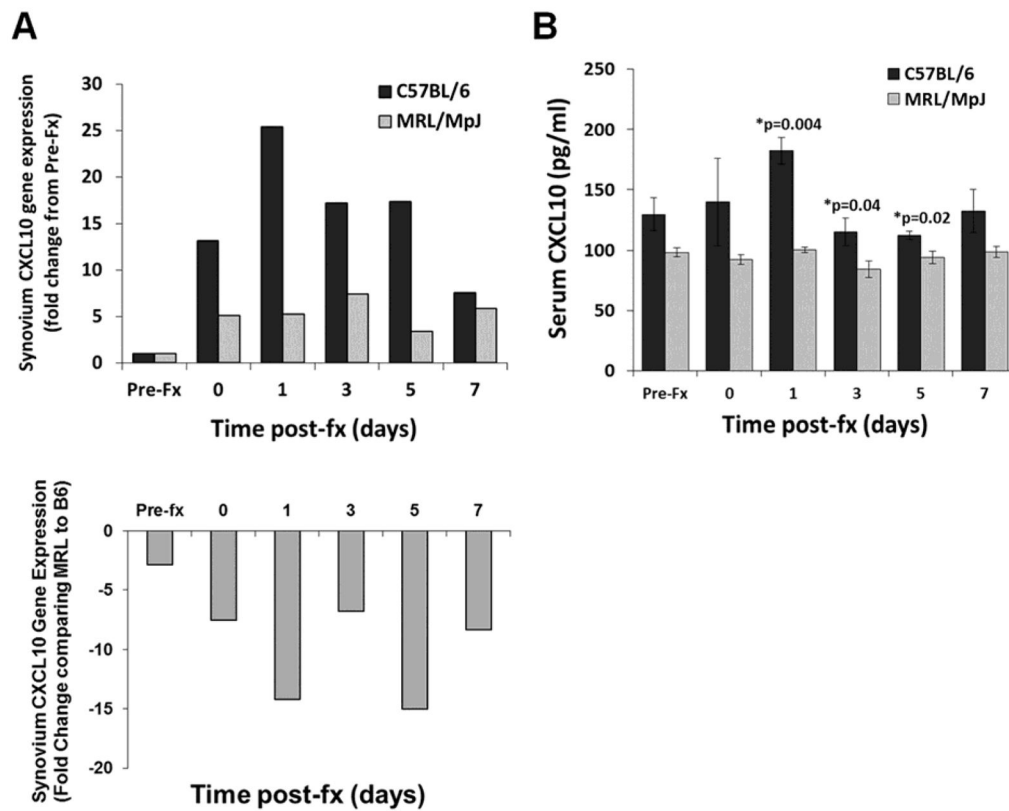 A
Synovium CXCL10 gene expression
(fold change from Pre-Fx)
30
25
20
15
10
5
0
C57BL/6
MRL/MpJ
Pre-Fx 0 1 3 5 7
Time post-fx (days)
B
Serum CXCL10 (pg/ml)
250
200
150
100
50
0
C57BL/6
MRL/MpJ
*p=0.004
*p=0.04
*p=0.02
Pre-Fx 0 1 3 5 7
Time post-fx (days)
Synovium CXCL10 Gene Expression
(Fold Change comparing MRL to B6)
Pre-fx 0 1 3 5 7
0
-5
-10
-15
-20
Time post-fx (days)